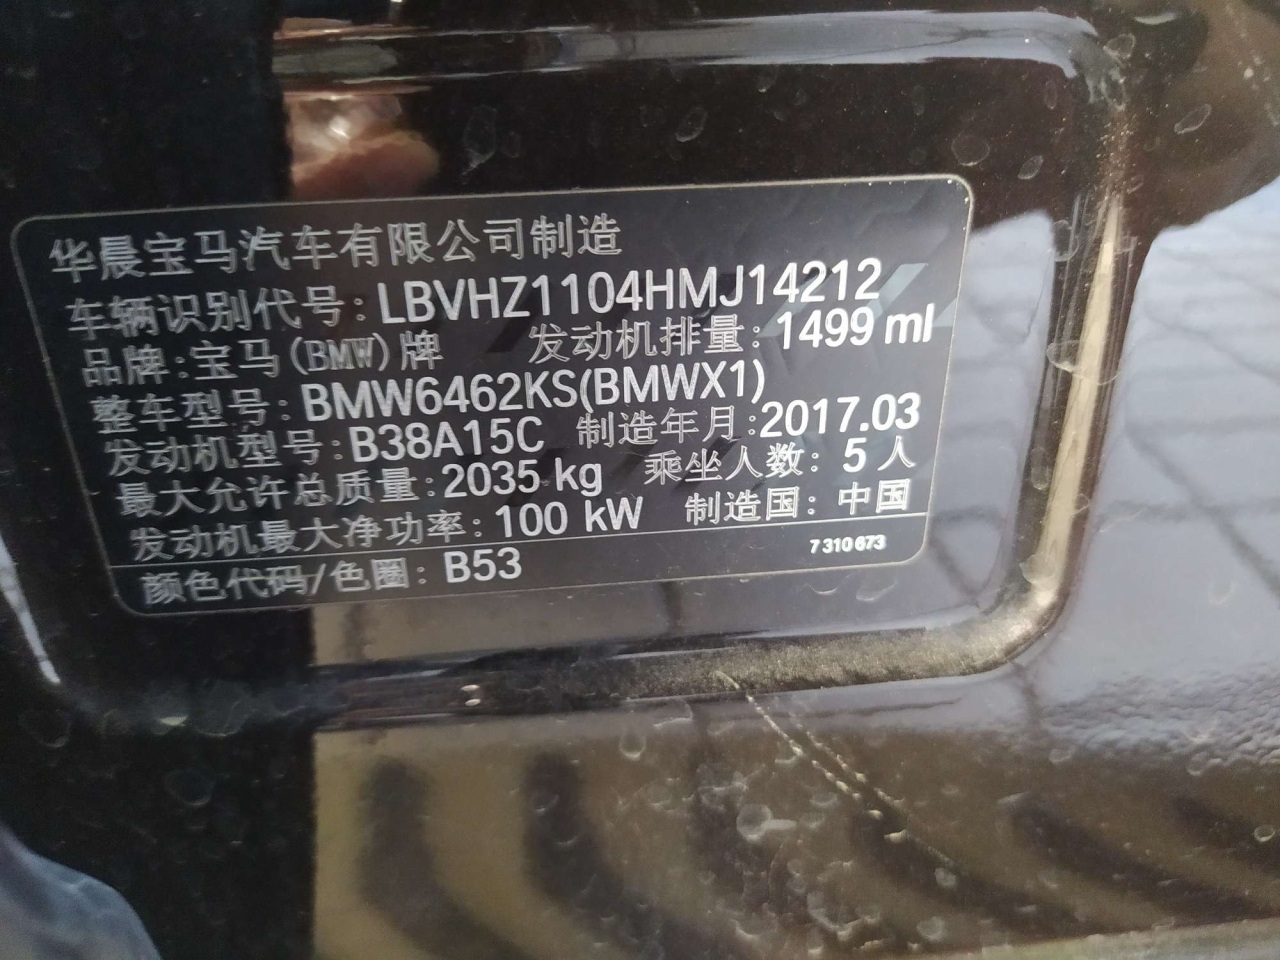 华晨宝马汽车有限公司制造
车辆识别代号: LBVHZ1104HMJ14212
品牌:宝马(BMW)牌 发动机排量: 1499 ml
整车型号: BMW6462KS(BMWX1)
发动机型号: B38A15C 制造年月:2017.03
最大允许总质量:2035 kg 乘坐人数: 5 人
发动机最大净功率: 100 kW 制造国: 中国
颜色代码/色圈: B53 7 310 673